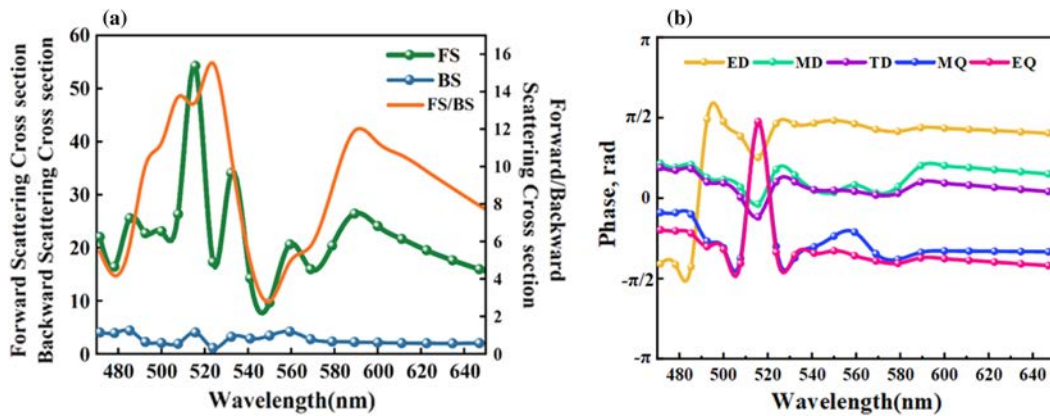 (a)
Forward Scattering Cross section
Backward Scattering Cross section
60
50
40
30
20
10
0
FS
BS
FS/BS
16
14
12
10
8
6
4
2
0
Forward/Backward
Scattering Cross section
480 500 520 540 560 580 600 620 640
Wavelength(nm)
(b)
Phase, rad
π
π/2
0
-π/2
-π
ED MD TD MQ EQ
480 500 520 540 560 580 600 620 640
Wavelength(nm)